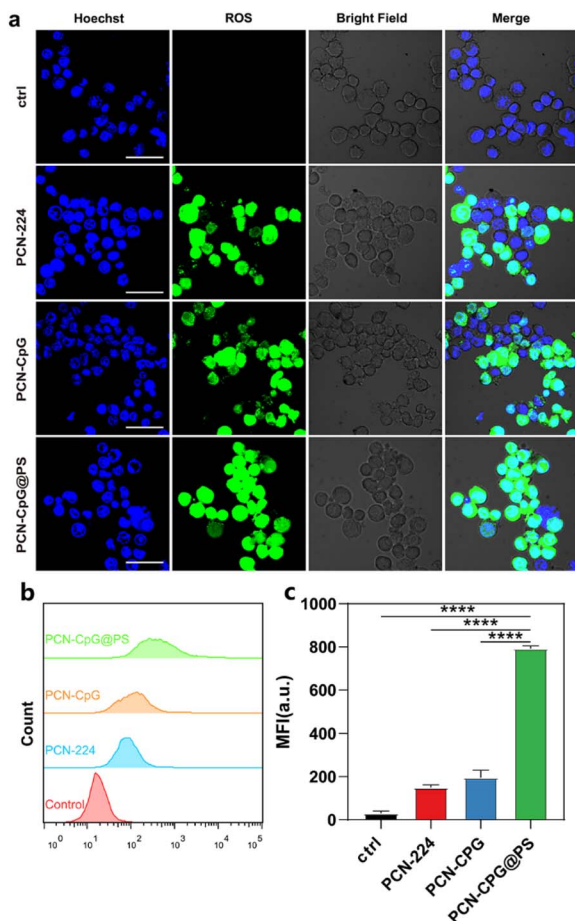 a
Hoechst ROS Bright Field Merge
ctrl
PCN-224
PCN-CpG
PCN-CpG@PS
b
PCN-CpG@PS
PCN-CpG
PCN-224
Control
Count
10⁰ 10¹ 10² 10³ 10⁴ 10⁵
c
****
****
****
1000
800
600
400
200
0
MFI(a.u.)
ctrl
PCN-224
PCN-CPG
PCN-CPG@PS